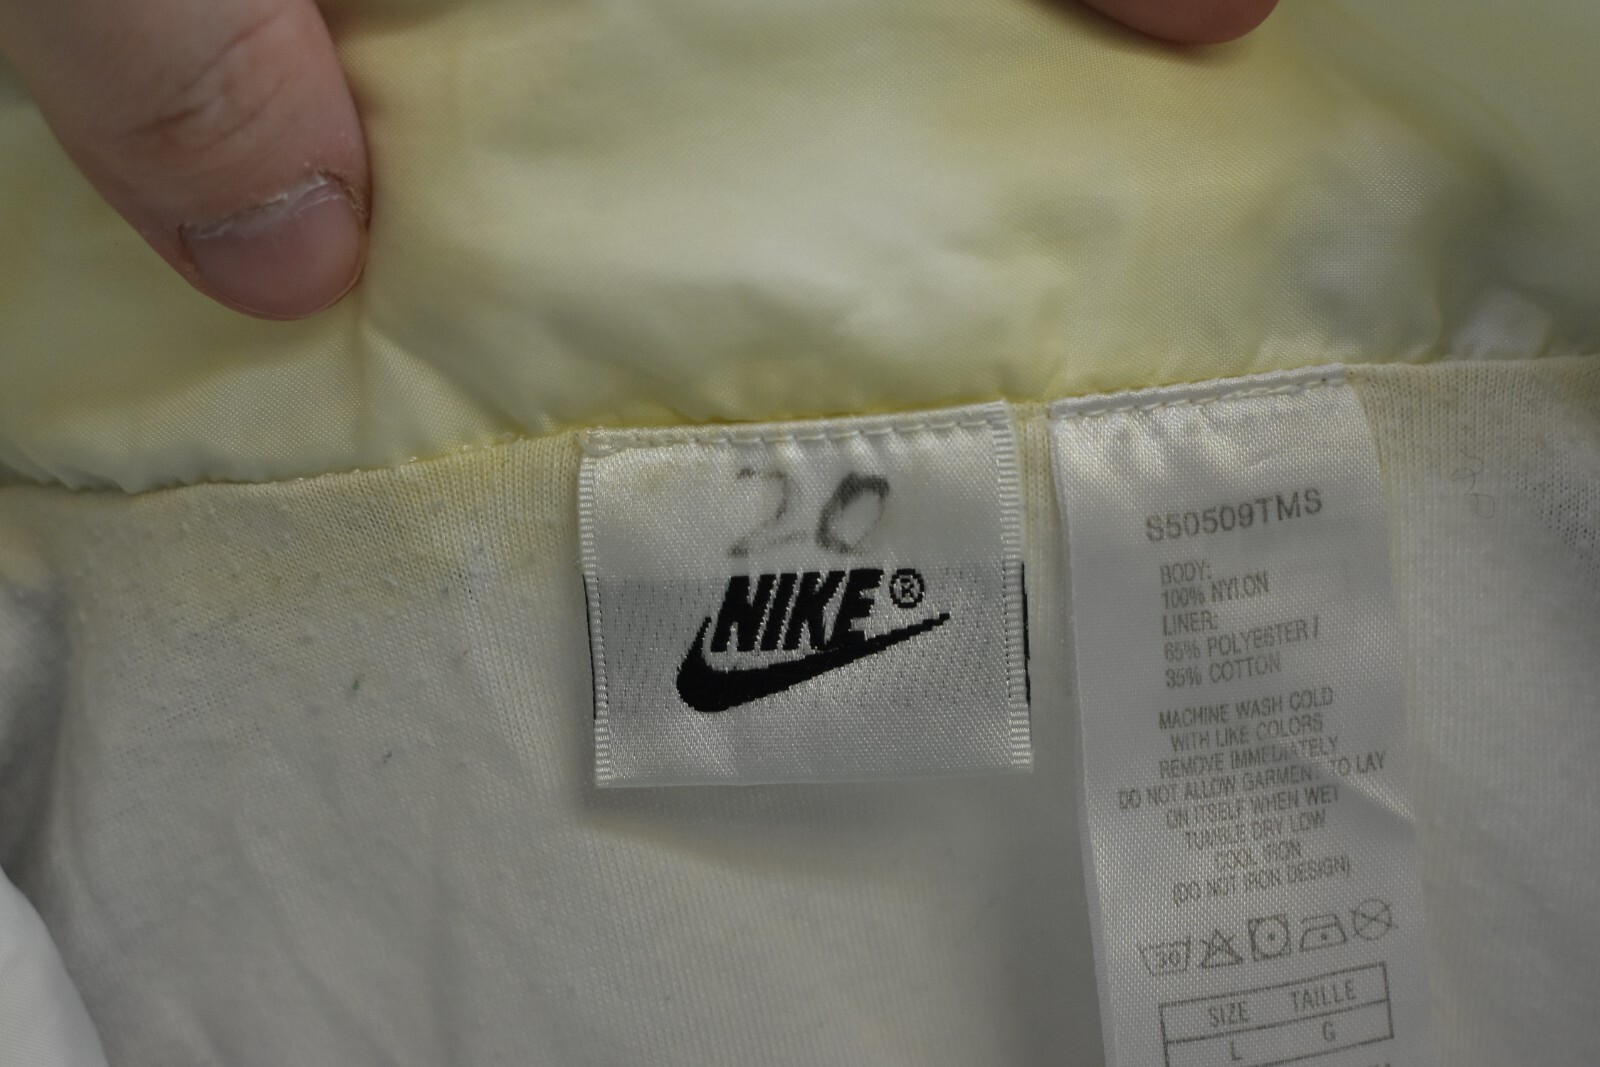 20
NIKE®
S50509TMS
BODY:
100% NYLON
LINER:
65% POLYESTER /
35% COTTON
MACHINE WASH COLD
WITH LIKE COLORS
REMOVE IMMEDIATELY
DO NOT ALLOW GARMENT TO LAY
ON ITSELF WHEN WET
TUMBLE DRY LOW
COOL IRON
(DO NOT IRON DESIGN)
30
SIZE TAILLE
L G